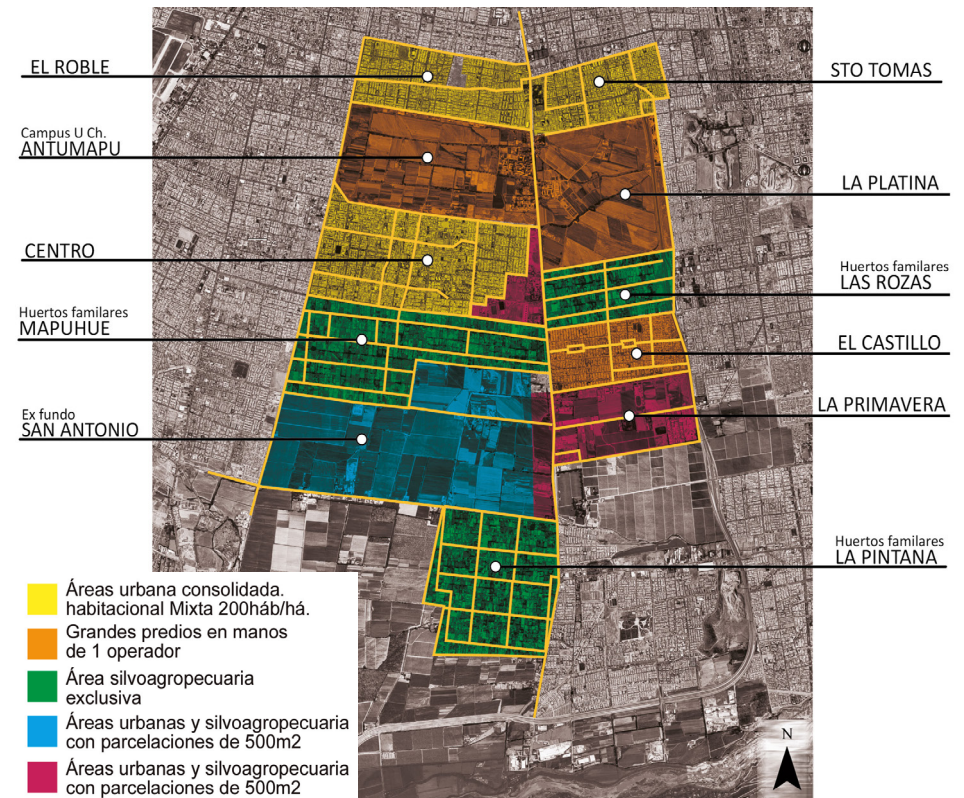 EL ROBLE
STO TOMAS
Campus U Ch.
ANTUMAPU
LA PLATINA
CENTRO
Huertos familares
LAS ROZAS
Huertos familares
MAPUHUE
EL CASTILLO
LA PRIMAVERA
Ex fundo
SAN ANTONIO
Huertos familares
LA PINTANA
Áreas urbana consolidada.
habitacional Mixta 200háb/há.
Grandes predios en manos
de 1 operador
Área silvoagropecuaria
exclusiva
Áreas urbanas y silvoagropecuaria
con parcelaciones de 500m2
Áreas urbanas y silvoagropecuaria
con parcelaciones de 500m2
N